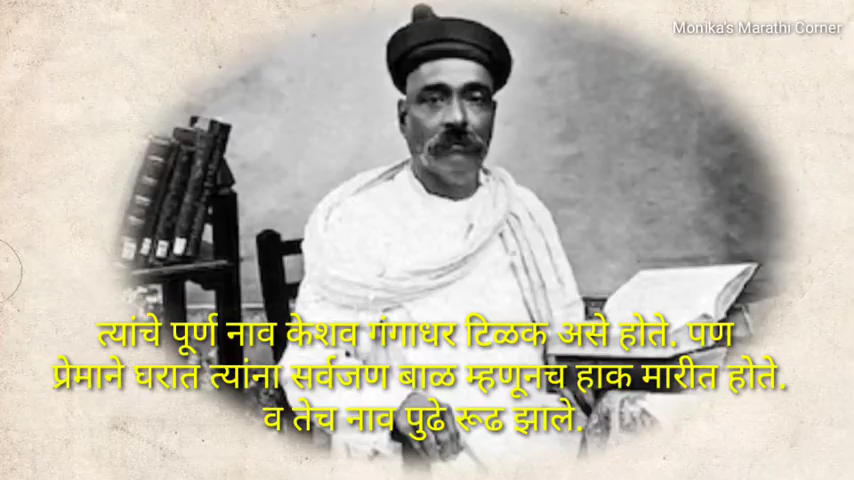 Monika's Marathi Corner
त्यांचे पूर्ण नाव केशव गंगाधर टिळक असे होते. पण
प्रेमाने घरात त्यांना सर्वजण बाळ म्हणूनच हाक मारीत होते.
व तेच नाव पुढे रूढ झाले.